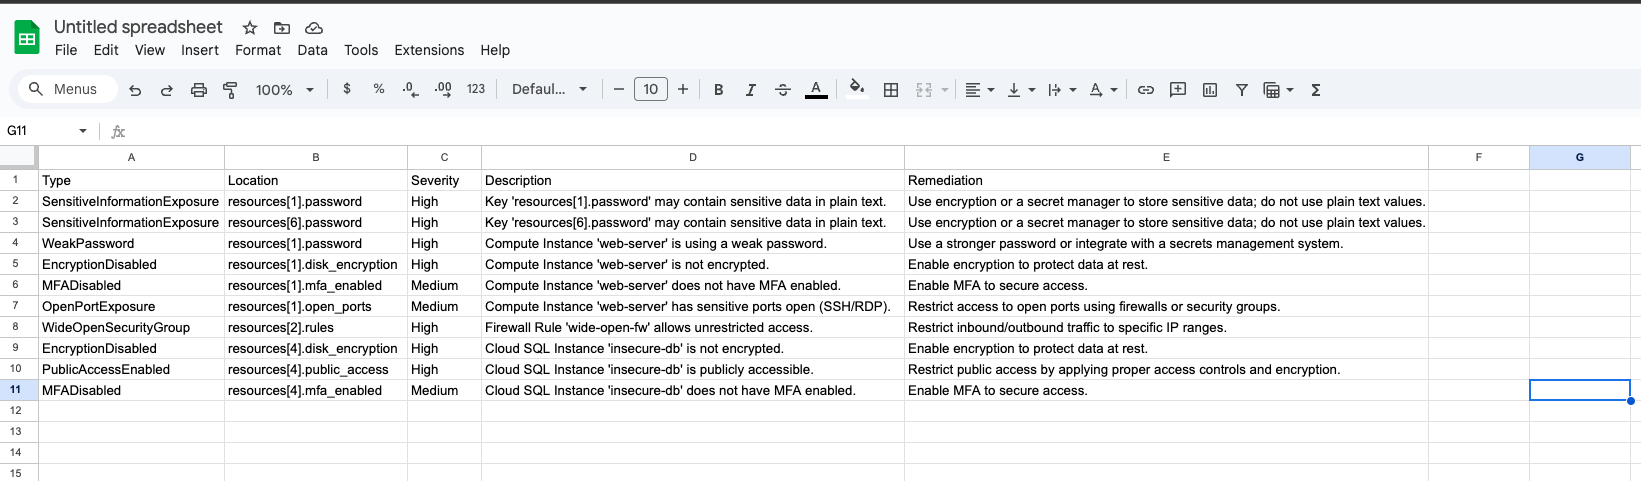 Untitled spreadsheet
File Edit View Insert Format Data Tools Extensions Help
Menus 100% $ % .0 .00 123 Defaul... − 10 + B I S A A Σ
G11 fx
A B C D E F G
1 Type Location Severity Description Remediation
2 SensitiveInformationExposure resources[1].password High Key 'resources[1].password' may contain sensitive data in plain text. Use encryption or a secret manager to store sensitive data; do not use plain text values.
3 SensitiveInformationExposure resources[6].password High Key 'resources[6].password' may contain sensitive data in plain text. Use encryption or a secret manager to store sensitive data; do not use plain text values.
4 WeakPassword resources[1].password High Compute Instance 'web-server' is using a weak password. Use a stronger password or integrate with a secrets management system.
5 EncryptionDisabled resources[1].disk_encryption High Compute Instance 'web-server' is not encrypted. Enable encryption to protect data at rest.
6 MFADisabled resources[1].mfa_enabled Medium Compute Instance 'web-server' does not have MFA enabled. Enable MFA to secure access.
7 OpenPortExposure resources[1].open_ports Medium Compute Instance 'web-server' has sensitive ports open (SSH/RDP). Restrict access to open ports using firewalls or security groups.
8 WideOpenSecurityGroup resources[2].rules High Firewall Rule 'wide-open-fw' allows unrestricted access. Restrict inbound/outbound traffic to specific IP ranges.
9 EncryptionDisabled resources[4].disk_encryption High Cloud SQL Instance 'insecure-db' is not encrypted. Enable encryption to protect data at rest.
10 PublicAccessEnabled resources[4].public_access High Cloud SQL Instance 'insecure-db' is publicly accessible. Restrict public access by applying proper access controls and encryption.
11 MFADisabled resources[4].mfa_enabled Medium Cloud SQL Instance 'insecure-db' does not have MFA enabled. Enable MFA to secure access.
12
13
14
15